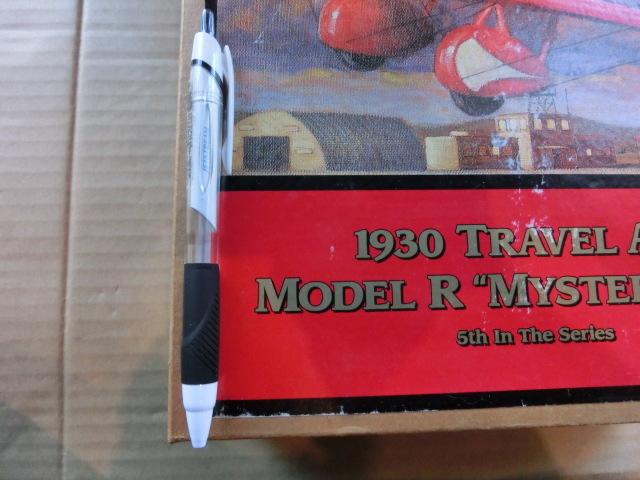 1930 TRAVEL A
MODEL R "MYSTE
5th In The Series